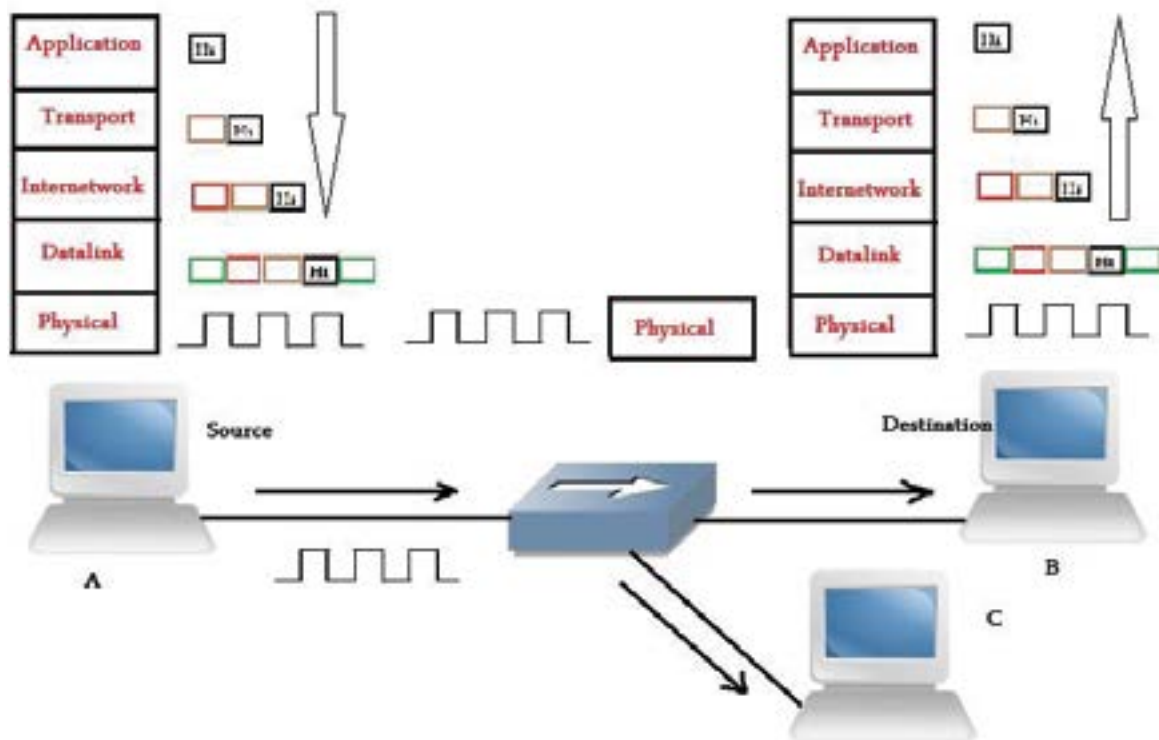 Application
Transport
Internetwork
Datalink
Physical
Physical
Application
Transport
Internetwork
Datalink
Physical
Source
Destination
A
B
C